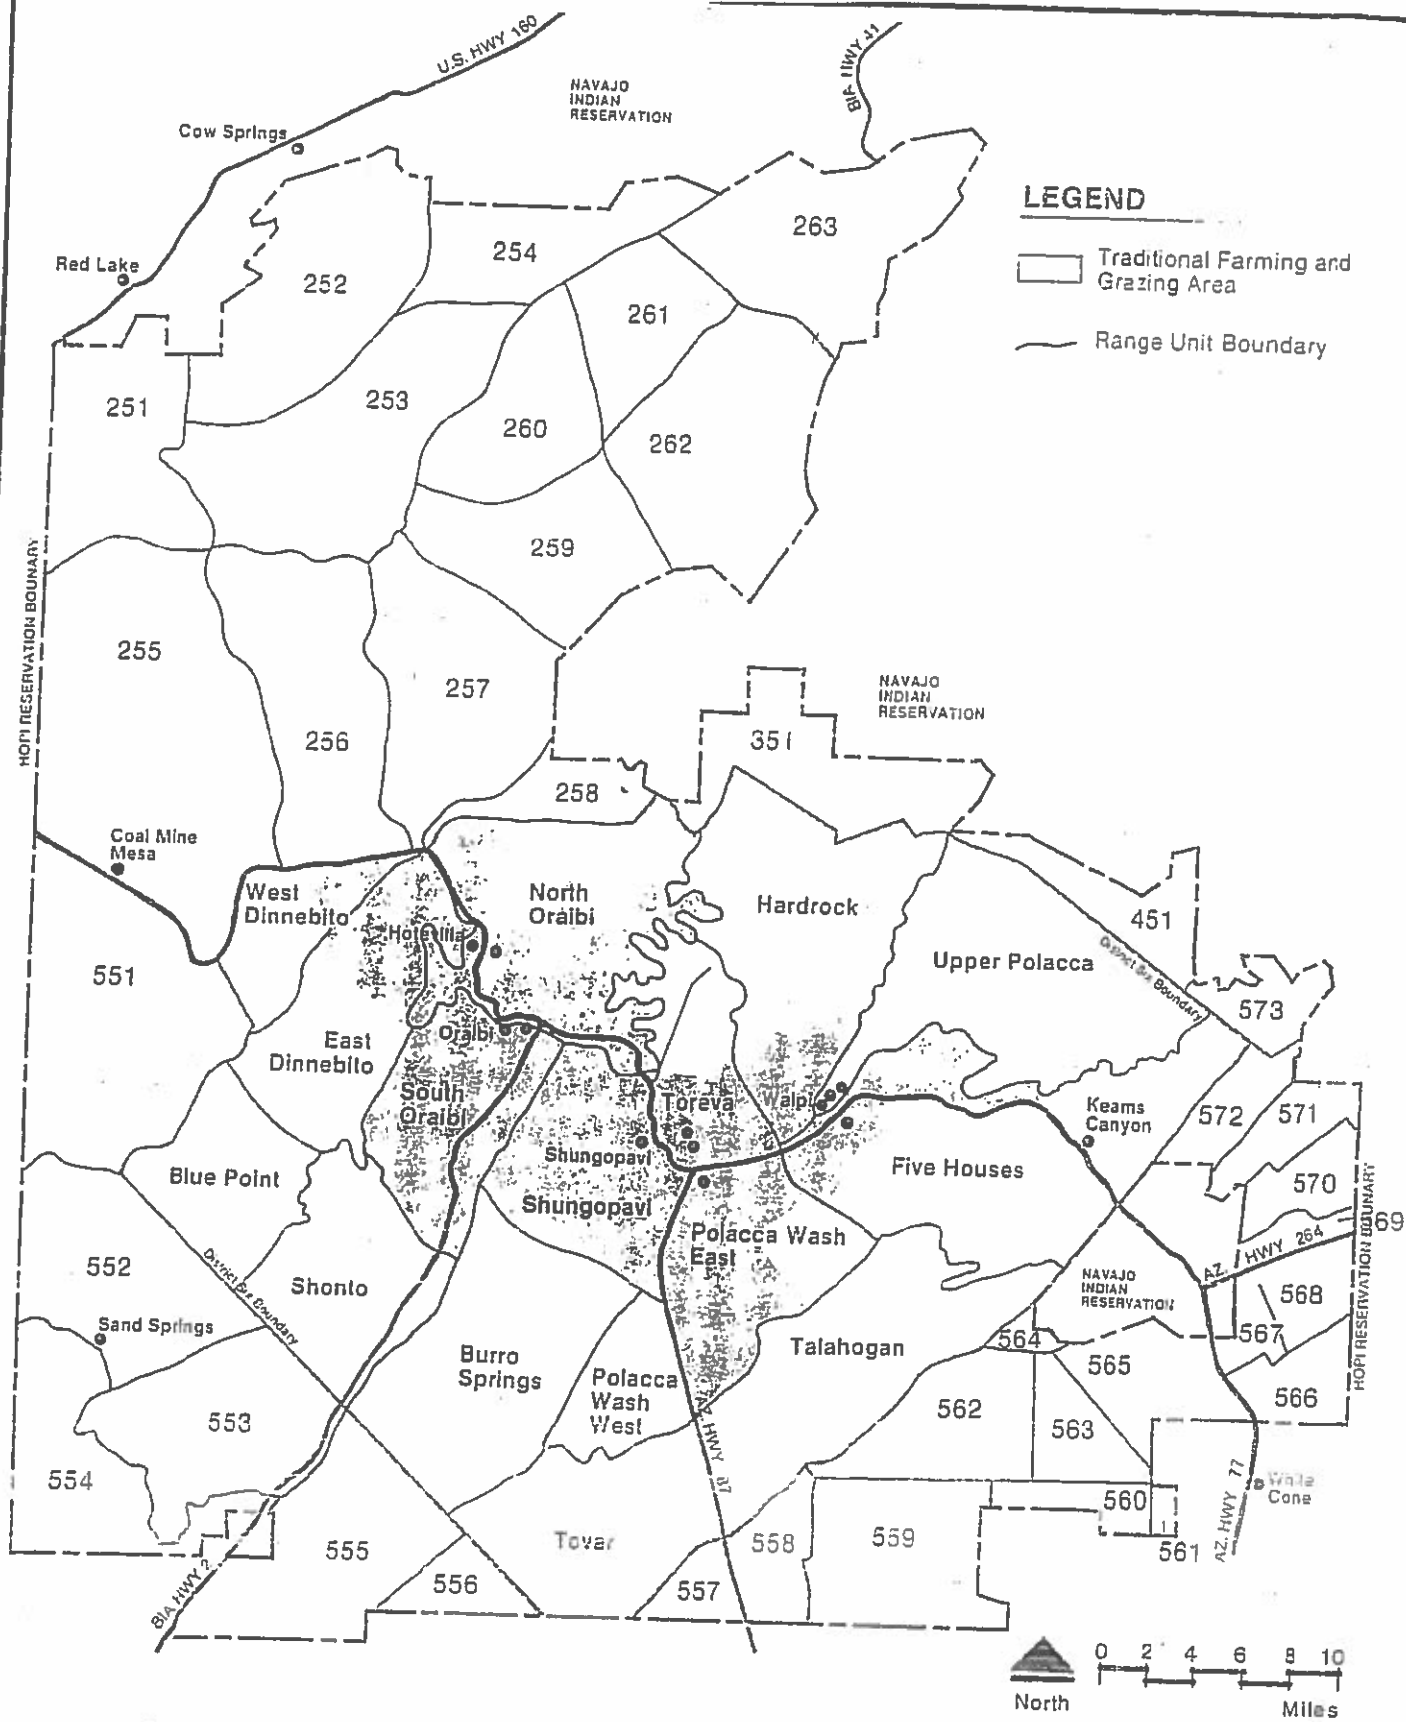 U.S. HWY 160
BIA HWY 41
NAVAJO
INDIAN
RESERVATION
Cow Springs
LEGEND
263
254
Red Lake
252
Traditional Farming and
Grazing Area
261
Range Unit Boundary
251
253
260
262
259
HOPI RESERVATION BOUNARY
255
257
NAVAJO
INDIAN
RESERVATION
256
351
258
Coal Mine
Mesa
West
Dinnebito
North
Oraibi
Hardrock
451
Hotevilla
Upper Polacca
District Six Boundary
551
573
East
Dinnebito
Oraibi
South
Oraibi
Toreva
Walpi
Keams
Canyon
572
571
Shungopavi
Five Houses
Blue Point
570
Shungopavi
HOPI RESERVATION BOUNARY
569
Polacca Wash
East
AZ. HWY 264
552
District Six Boundary
Shonto
NAVAJO
INDIAN
RESERVATION
568
Sand Springs
567
564
Talahogan
565
Burro
Springs
Polacca
Wash
West
566
553
562
563
554
AZ. HWY 87
AZ. HWY 77
White
Cone
560
555
Tovar
558
559
561
556
557
BIA HWY 2
0 2 4 6 8 10
North
Miles